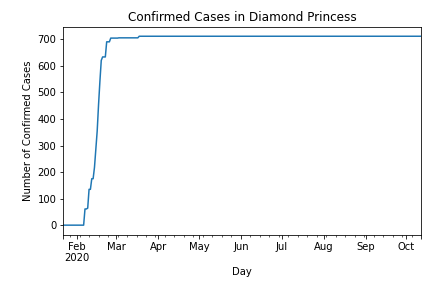 Confirmed Cases in Diamond Princess
700
600
500
400
300
200
100
0
Number of Confirmed Cases
Feb Mar Apr May Jun Jul Aug Sep Oct
2020
Day